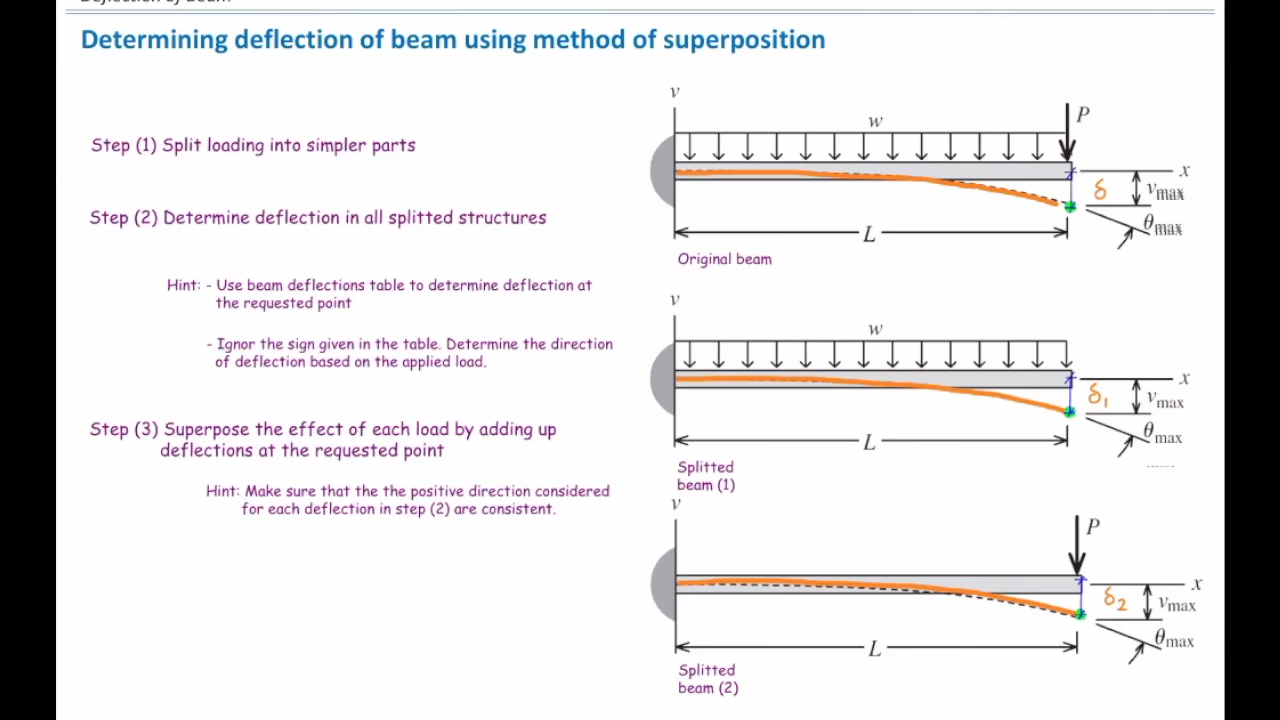 Deflection of Beam
Determining deflection of beam using method of superposition
Step (1) Split loading into simpler parts
Step (2) Determine deflection in all splitted structures
Hint: - Use beam deflections table to determine deflection at
the requested point
- Ignor the sign given in the table. Determine the direction
of deflection based on the applied load.
Step (3) Superpose the effect of each load by adding up
deflections at the requested point
Hint: Make sure that the the positive direction considered
for each deflection in step (2) are consistent.
v
P
w
x
δ
vmax
θmax
L
Original beam
v
w
x
δ1
vmax
θmax
L
Splitted
beam (1)
v
P
x
δ2
vmax
θmax
L
Splitted
beam (2)